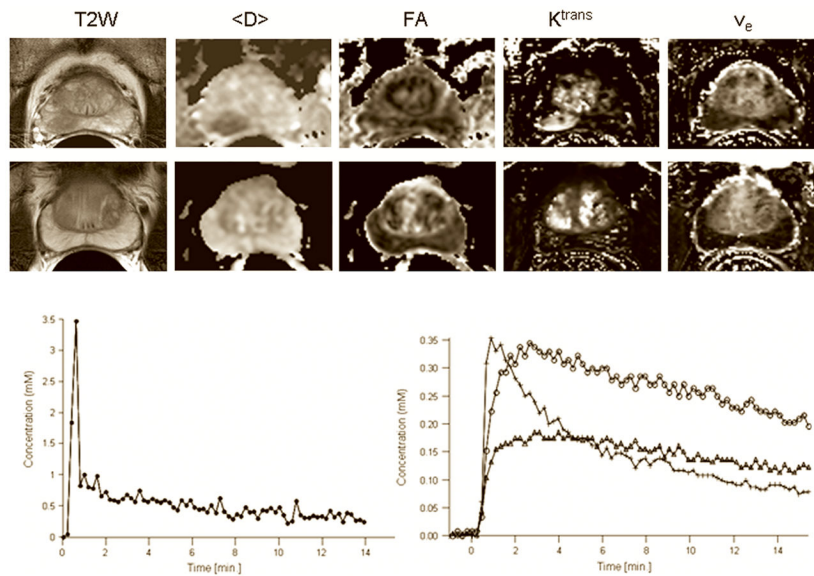 T2W <D> FA K^trans v_e
3.5
3
2.5
2
1.5
1
0.5
0
Concentration (mM)
0 2 4 6 8 10 12 14
Time [min.]
0.35
0.30
0.25
0.20
0.15
0.10
0.05
0.00
Concentration (mM)
0 2 4 6 8 10 12 14
Time [min.]